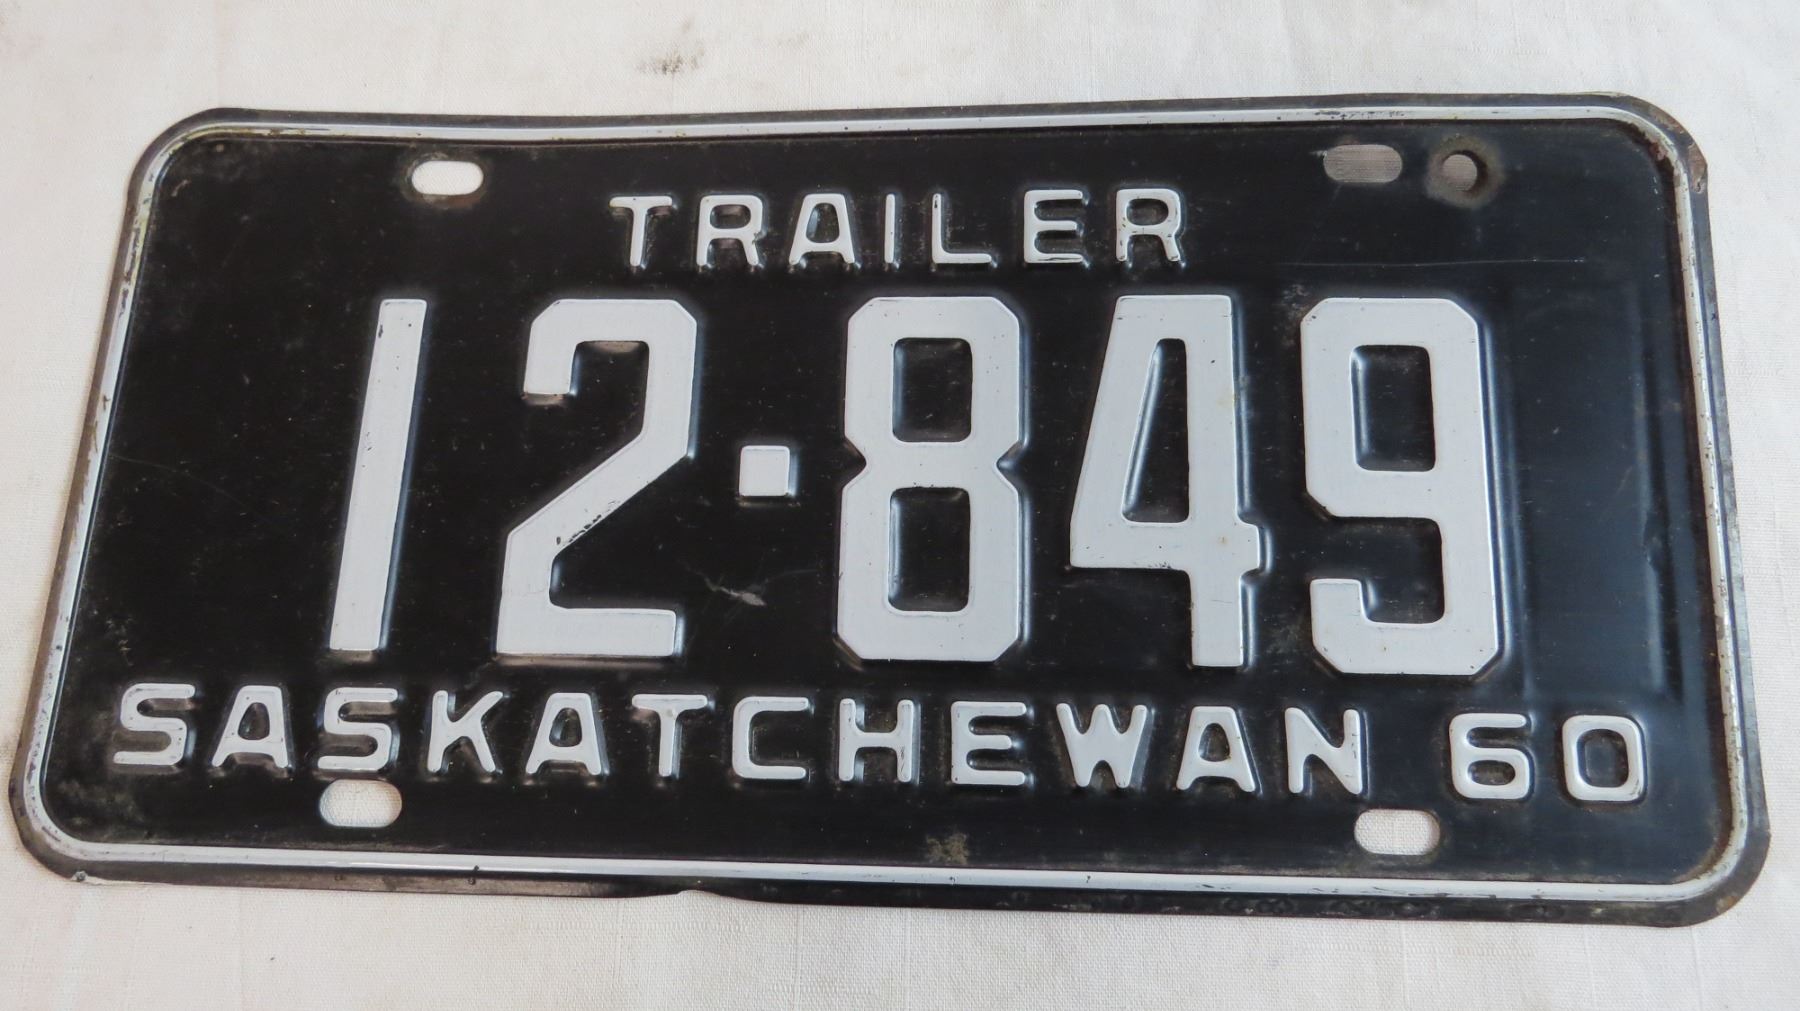 TRAILER
12·849
SASKATCHEWAN 60